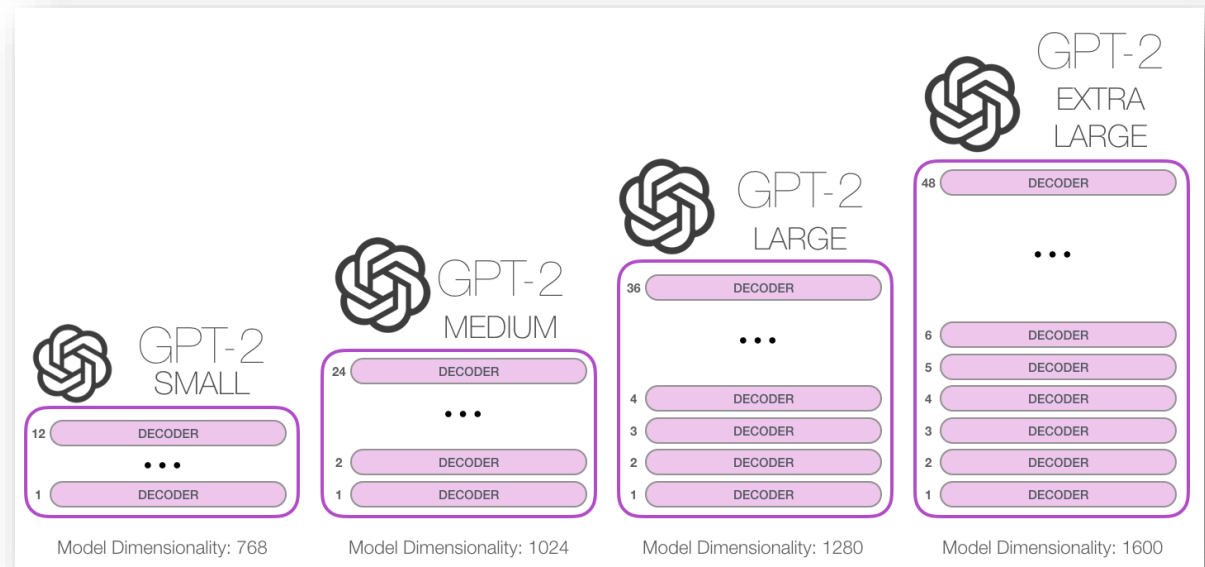 GPT-2
SMALL
12 DECODER
• • •
1 DECODER
Model Dimensionality: 768
GPT-2
MEDIUM
24 DECODER
• • •
2 DECODER
1 DECODER
Model Dimensionality: 1024
GPT-2
LARGE
36 DECODER
• • •
4 DECODER
3 DECODER
2 DECODER
1 DECODER
Model Dimensionality: 1280
GPT-2
EXTRA
LARGE
48 DECODER
• • •
6 DECODER
5 DECODER
4 DECODER
3 DECODER
2 DECODER
1 DECODER
Model Dimensionality: 1600